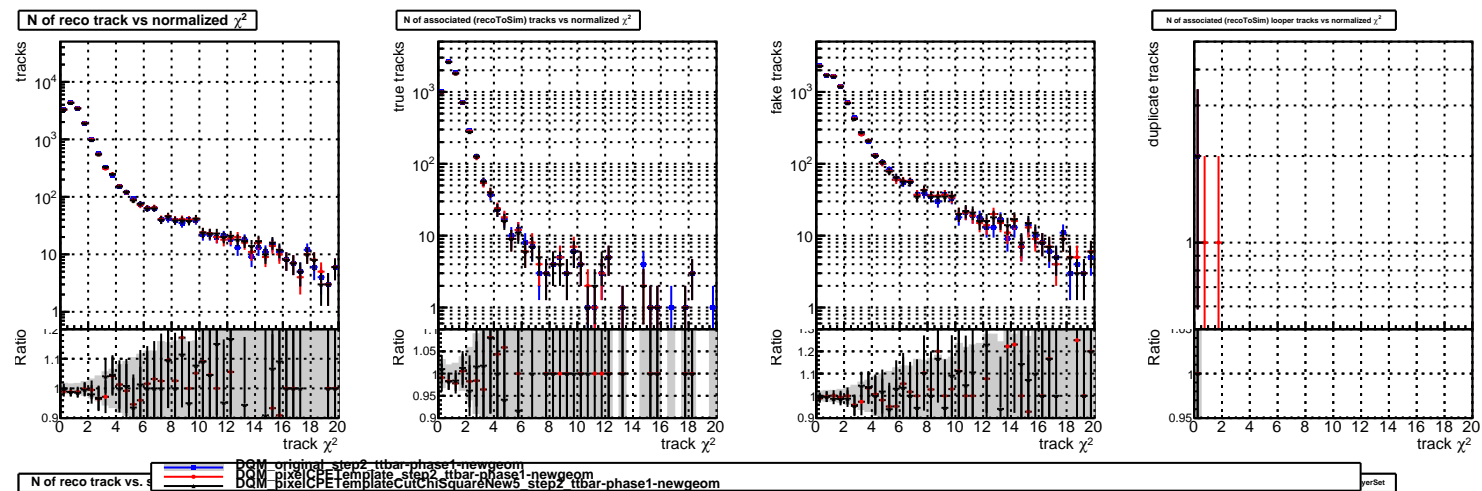 N of reco track vs normalized χ²
N of associated (recoToSim) tracks vs normalized χ²
N of associated (recoToSim) looper tracks vs normalized χ²
tracks
10⁴
10³
10²
10
1
Ratio
1.2
1.1
1
0.9
0 2 4 6 8 10 12 14 16 18 20
track χ²
true tracks
10³
10²
10
1
Ratio
1.1
1.05
1
0.95
0.9
0 2 4 6 8 10 12 14 16 18 20
track χ²
fake tracks
10³
10²
10
1
Ratio
1.3
1.2
1.1
1
0.9
0 2 4 6 8 10 12 14 16 18 20
track χ²
duplicate tracks
1
Ratio
1.05
1
0.95
0 2 4 6 8 10 12 14 16 18 20
track χ²
DQM_original_step2_ttbar-phase1-newgeom
DQM_pixelCPETemplate_step2_ttbar-phase1-newgeom
DQM_pixelCPETemplateCutChiSquareNew5_step2_ttbar-phase1-newgeom
N of reco track vs. s
yerSet